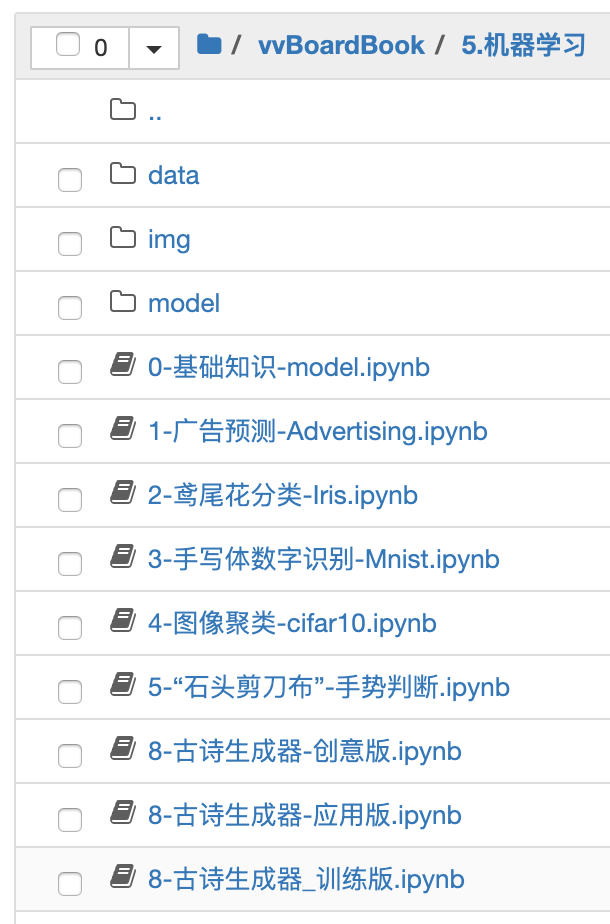 0 / vvBoardBook / 5.机器学习
..
data
img
model
0-基础知识-model.ipynb
1-广告预测-Advertising.ipynb
2-鸢尾花分类-Iris.ipynb
3-手写体数字识别-Mnist.ipynb
4-图像聚类-cifar10.ipynb
5-“石头剪刀布”-手势判断.ipynb
8-古诗生成器-创意版.ipynb
8-古诗生成器-应用版.ipynb
8-古诗生成器_训练版.ipynb